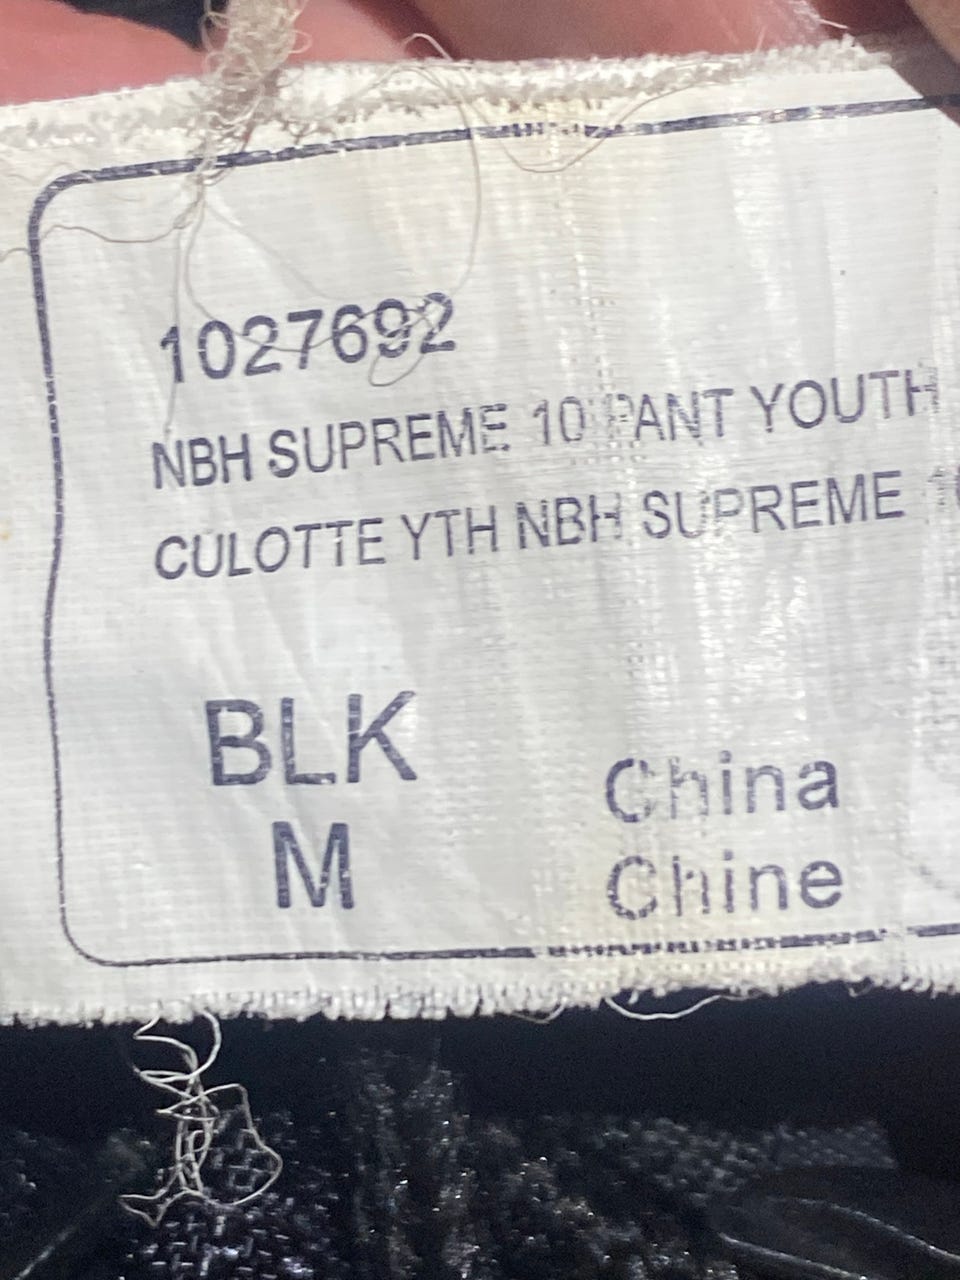 1027692
NBH SUPREME 10 PANT YOUTH
CULOTTE YTH NBH SUPREME
BLK
M
China
Chine